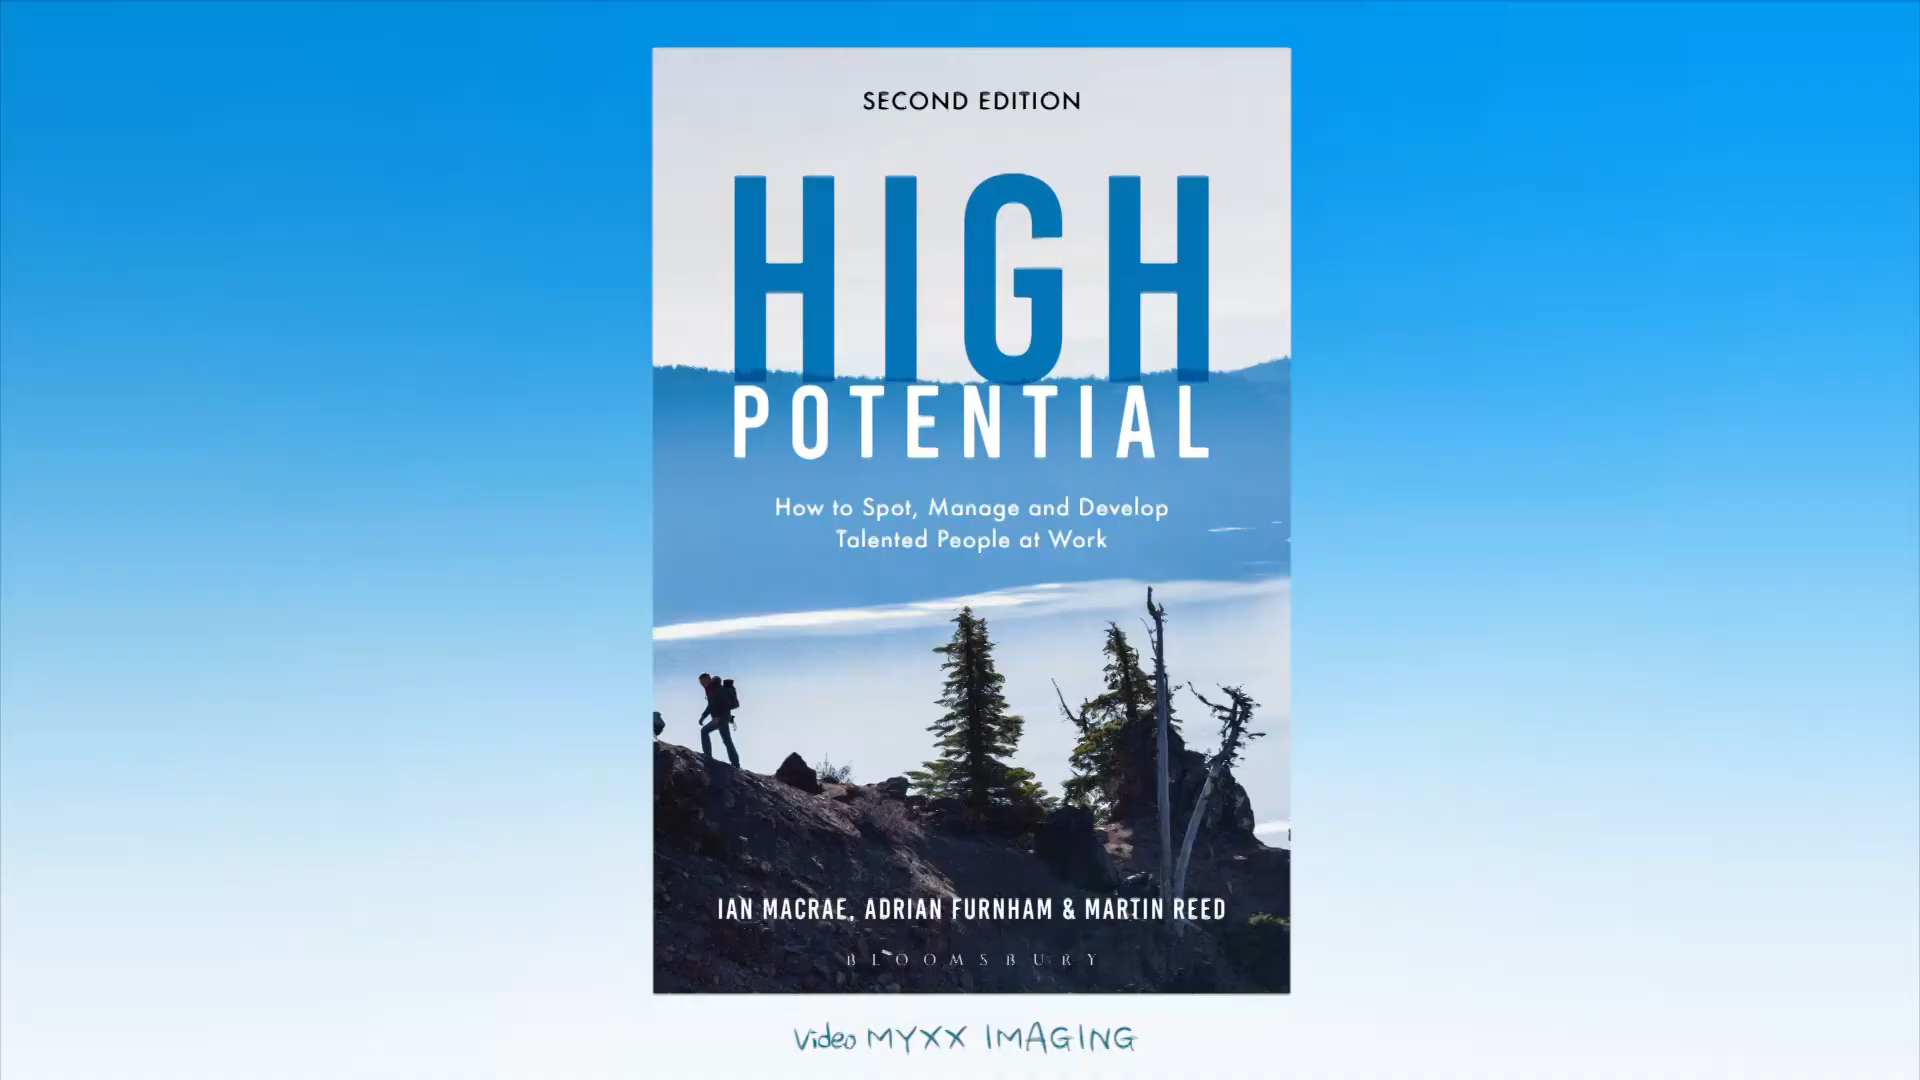 SECOND EDITION
HIGH
POTENTIAL
How to Spot, Manage and Develop
Talented People at Work
IAN MACRAE, ADRIAN FURNHAM & MARTIN REED
BLOOMSBURY
Video MYXX IMAGING